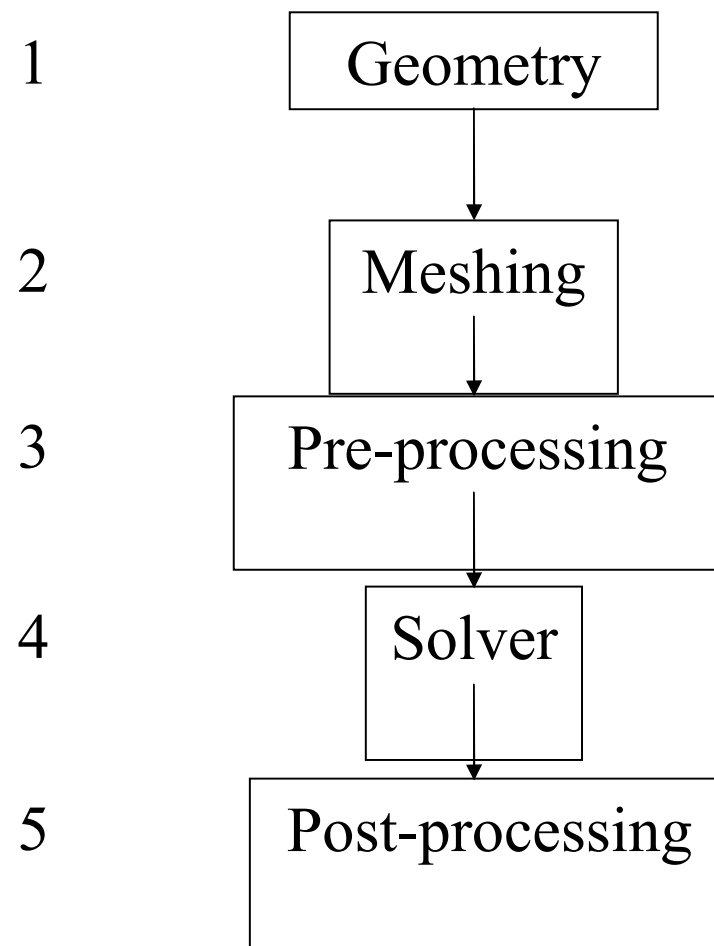 1 Geometry
2 Meshing
3 Pre-processing
4 Solver
5 Post-processing